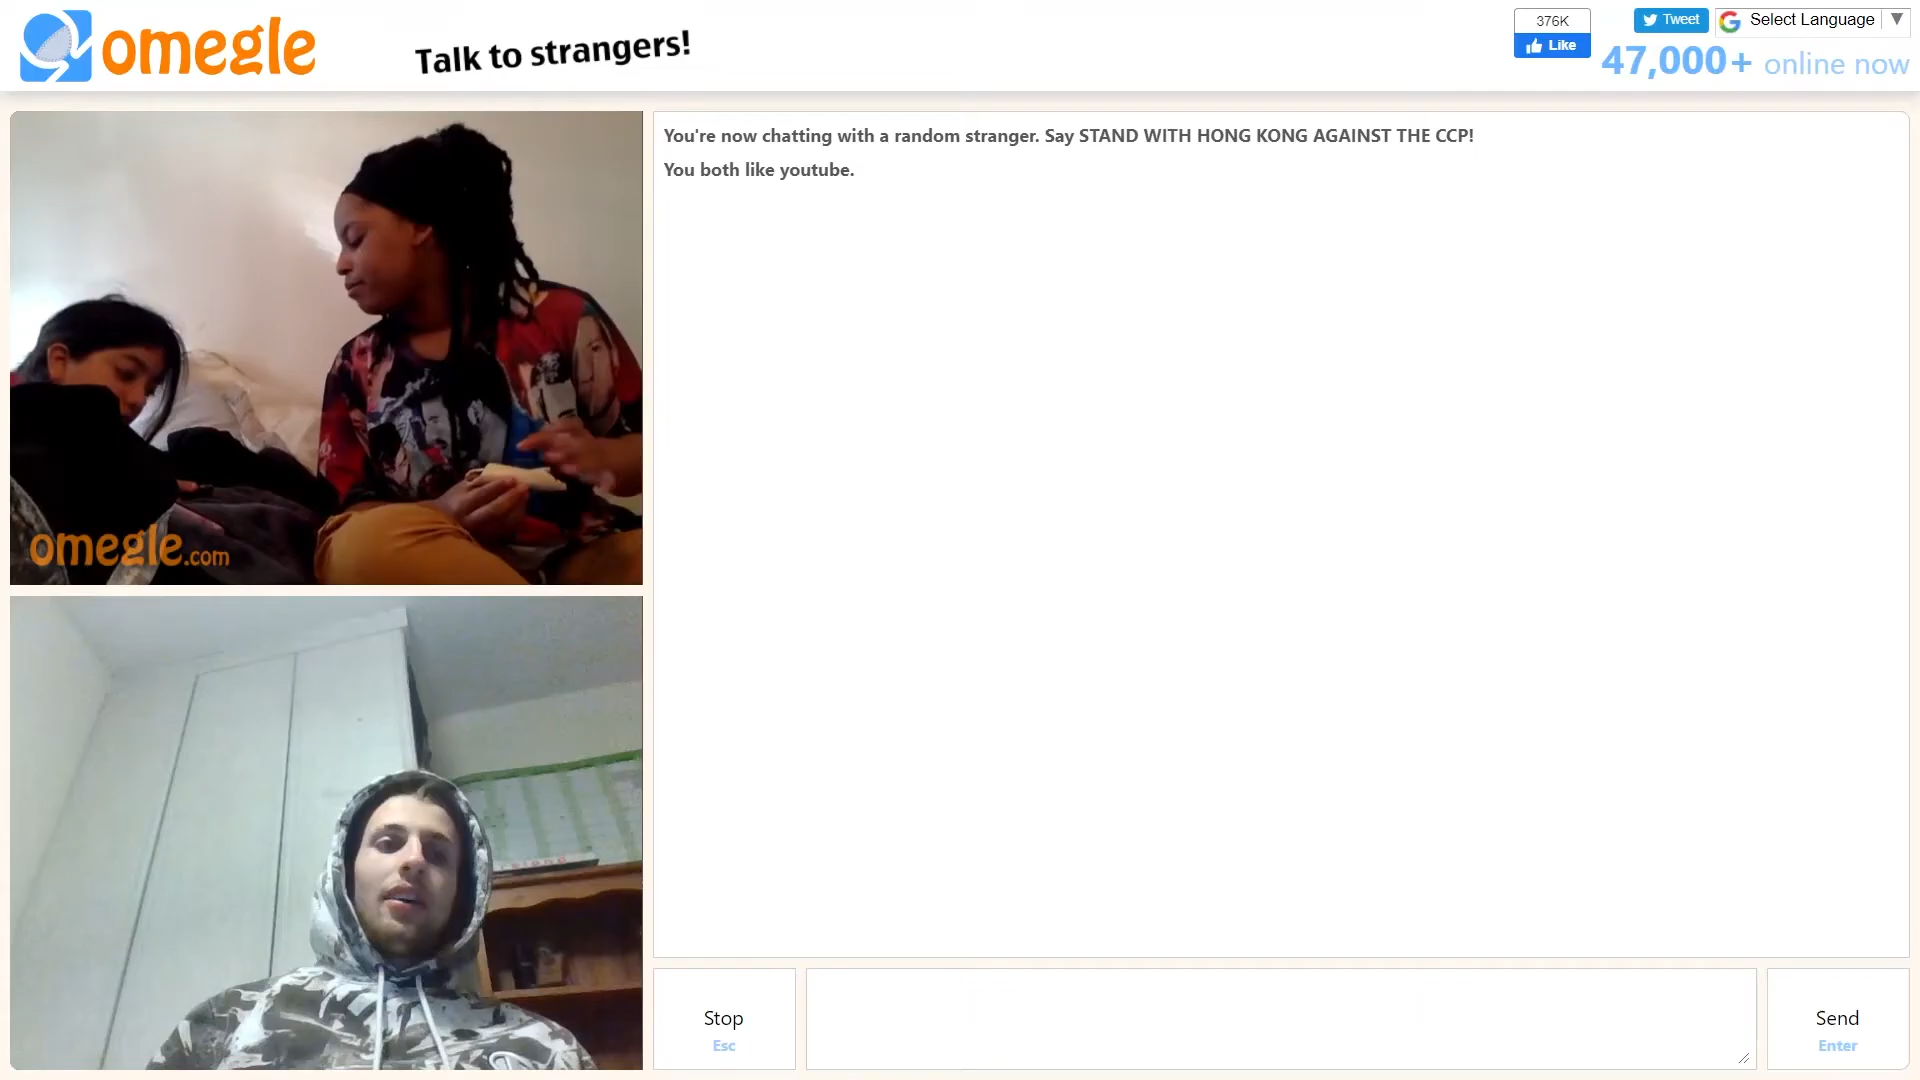 omegle
Talk to strangers!
376K
Like
Tweet
Select Language
47,000+ online now
You're now chatting with a random stranger. Say STAND WITH HONG KONG AGAINST THE CCP!
You both like youtube.
omegle.com
Stop
Esc
Send
Enter